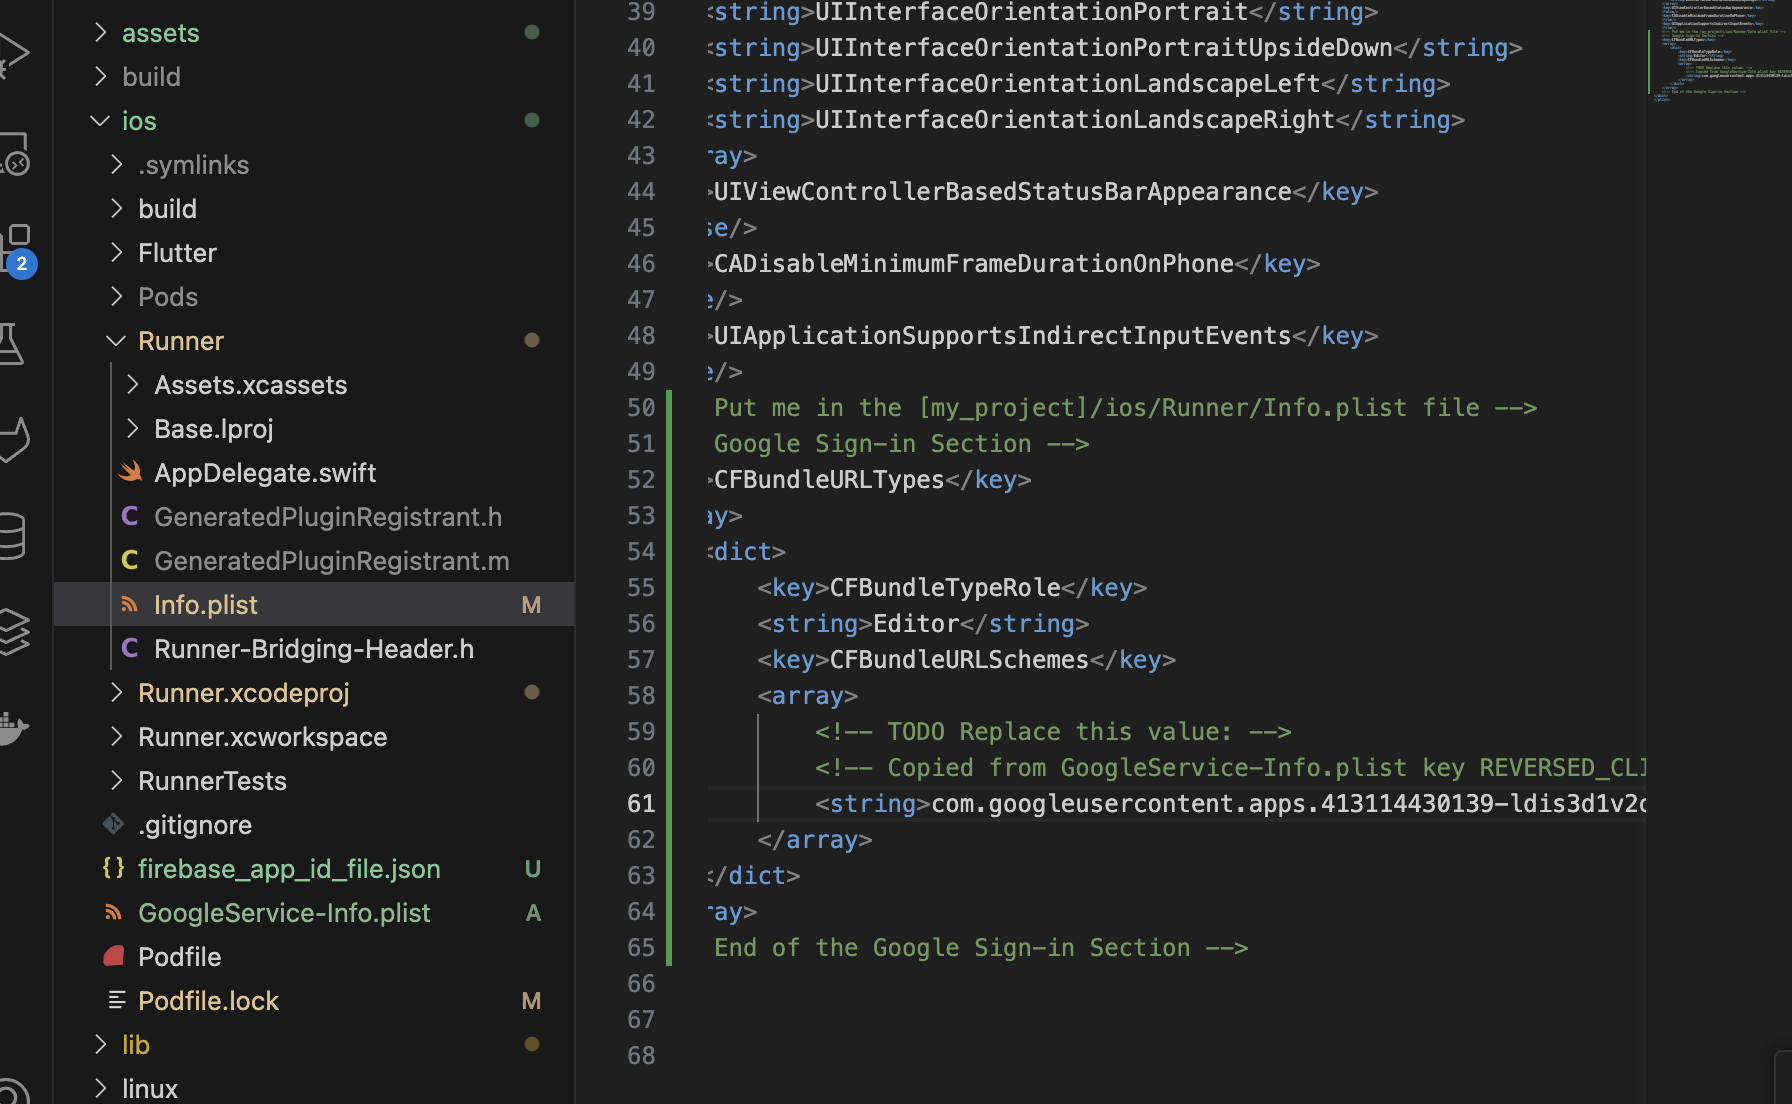 assets
build
ios
.symlinks
build
Flutter
Pods
Runner
Assets.xcassets
Base.lproj
AppDelegate.swift
C GeneratedPluginRegistrant.h
C GeneratedPluginRegistrant.m
Info.plist M
C Runner-Bridging-Header.h
Runner.xcodeproj
Runner.xcworkspace
RunnerTests
.gitignore
{} firebase_app_id_file.json U
GoogleService-Info.plist A
Podfile
Podfile.lock M
lib
linux
2
39 <string>UIInterfaceOrientationPortrait</string>
40 <string>UIInterfaceOrientationPortraitUpsideDown</string>
41 <string>UIInterfaceOrientationLandscapeLeft</string>
42 <string>UIInterfaceOrientationLandscapeRight</string>
43 ray>
44 >UIViewControllerBasedStatusBarAppearance</key>
45 se/>
46 >CADisableMinimumFrameDurationOnPhone</key>
47 e/>
48 >UIApplicationSupportsIndirectInputEvents</key>
49 e/>
50 Put me in the [my_project]/ios/Runner/Info.plist file -->
51 Google Sign-in Section -->
52 >CFBundleURLTypes</key>
53 ay>
54 <dict>
55 <key>CFBundleTypeRole</key>
56 <string>Editor</string>
57 <key>CFBundleURLSchemes</key>
58 <array>
59 <!-- TODO Replace this value: -->
60 <!-- Copied from GoogleService-Info.plist key REVERSED_CLI
61 <string>com.googleusercontent.apps.413114430139-ldis3d1v2
62 </array>
63 </dict>
64 ray>
65 End of the Google Sign-in Section -->
66
67
68